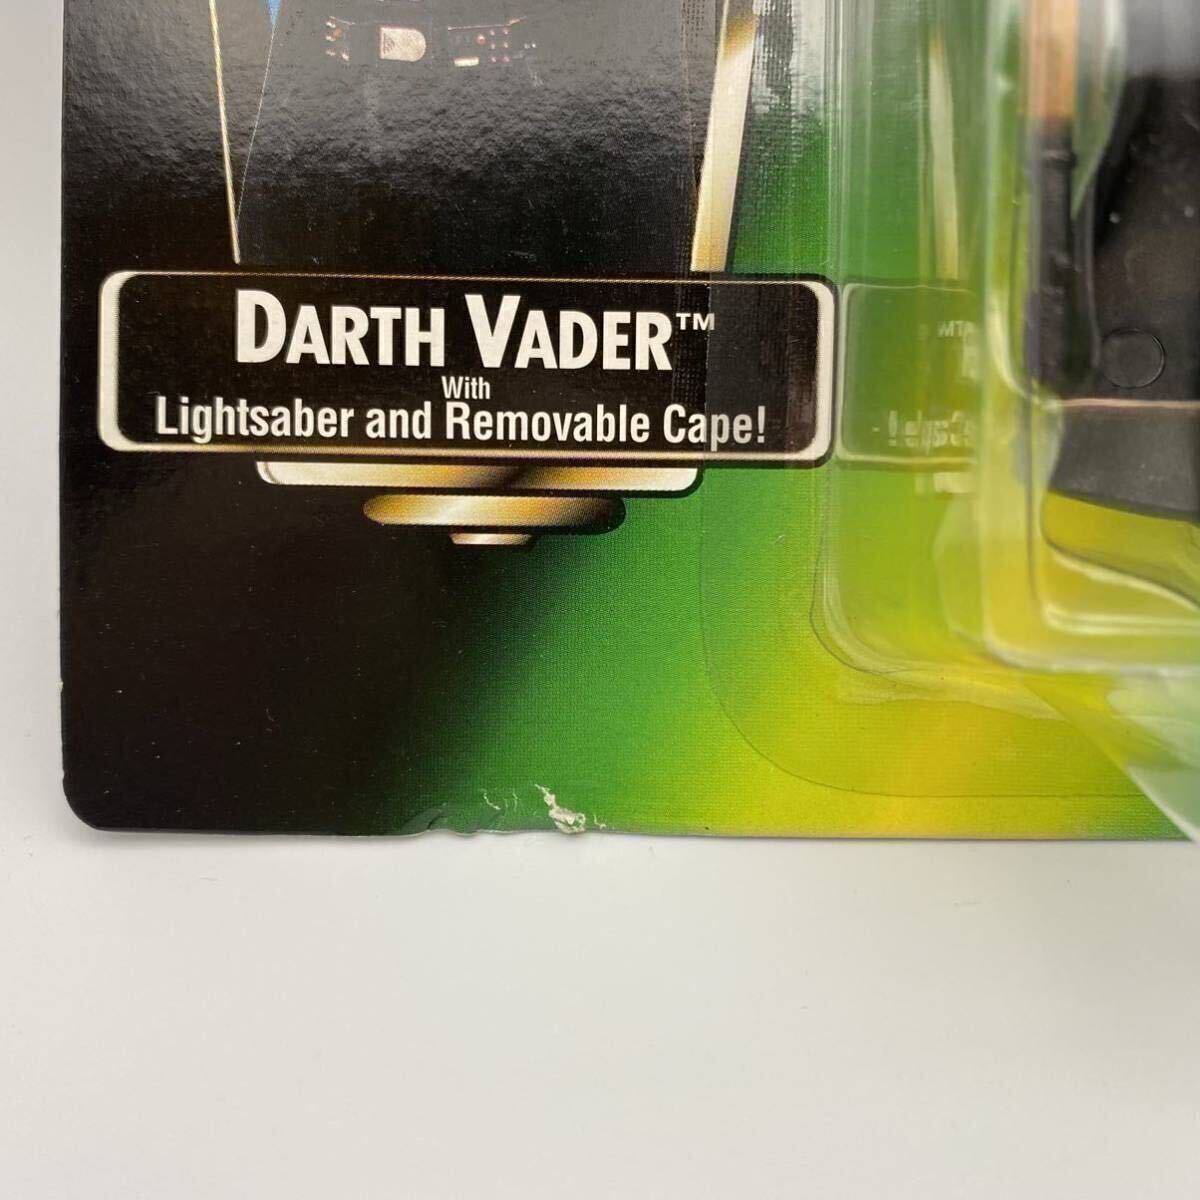 DARTH VADER™
With
Lightsaber and Removable Cape!